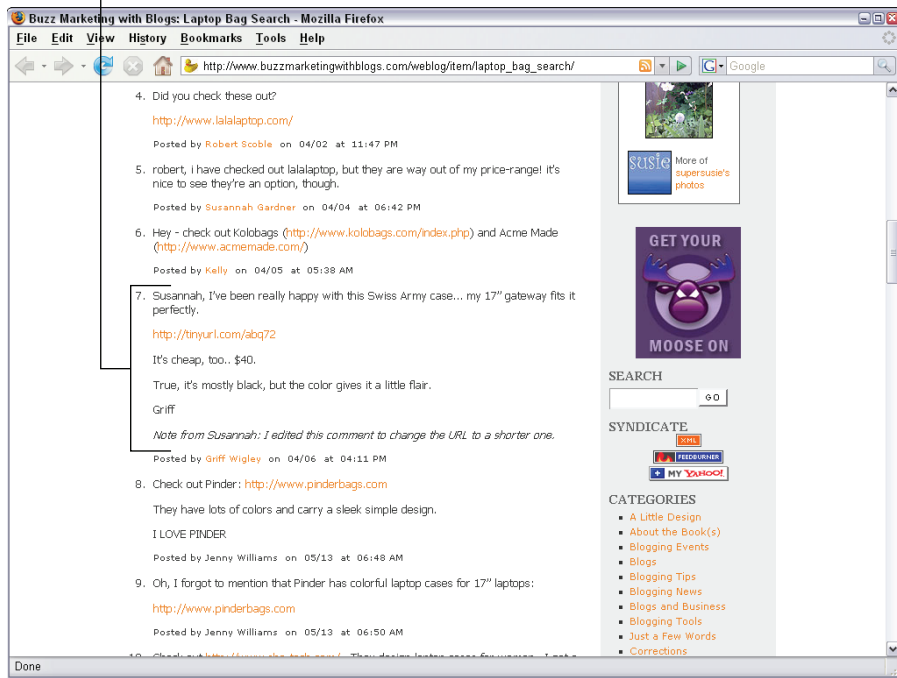 Buzz Marketing with Blogs: Laptop Bag Search - Mozilla Firefox
File Edit View History Bookmarks Tools Help
http://www.buzzmarketingwithblogs.com/weblog/item/laptop_bag_search/
Google
4. Did you check these out?
http://www.lalalaptop.com/
Posted by Robert Scoble on 04/02 at 11:47 PM
5. robert, i have checked out lalalaptop, but they are way out of my price-range! it's
nice to see they're an option, though.
Posted by Susannah Gardner on 04/04 at 06:42 PM
6. Hey - check out Kolobags (http://www.kolobags.com/index.php) and Acme Made
(http://www.acmemade.com/)
Posted by Kelly on 04/05 at 05:38 AM
7. Susannah, I've been really happy with this Swiss Army case... my 17" gateway fits it
perfectly.
http://tinyurl.com/abq72
It's cheap, too.. $40.
True, it's mostly black, but the color gives it a little flair.
Griff
Note from Susannah: I edited this comment to change the URL to a shorter one.
Posted by Griff Wigley on 04/06 at 04:11 PM
8. Check out Pinder: http://www.pinderbags.com
They have lots of colors and carry a sleek simple design.
I LOVE PINDER
Posted by Jenny Williams on 05/13 at 06:48 AM
9. Oh, I forgot to mention that Pinder has colorful laptop cases for 17" laptops:
http://www.pinderbags.com
Posted by Jenny Williams on 05/13 at 06:50 AM
susie
More of
supersusie's
photos
GET YOUR
MOOSE ON
SEARCH
GO
SYNDICATE
XML
FEEDBURNER
MY YAHOO!
CATEGORIES
A Little Design
About the Book(s)
Blogging Events
Blogs
Blogging Tips
Blogging News
Blogs and Business
Blogging Tools
Just a Few Words
Corrections
Done